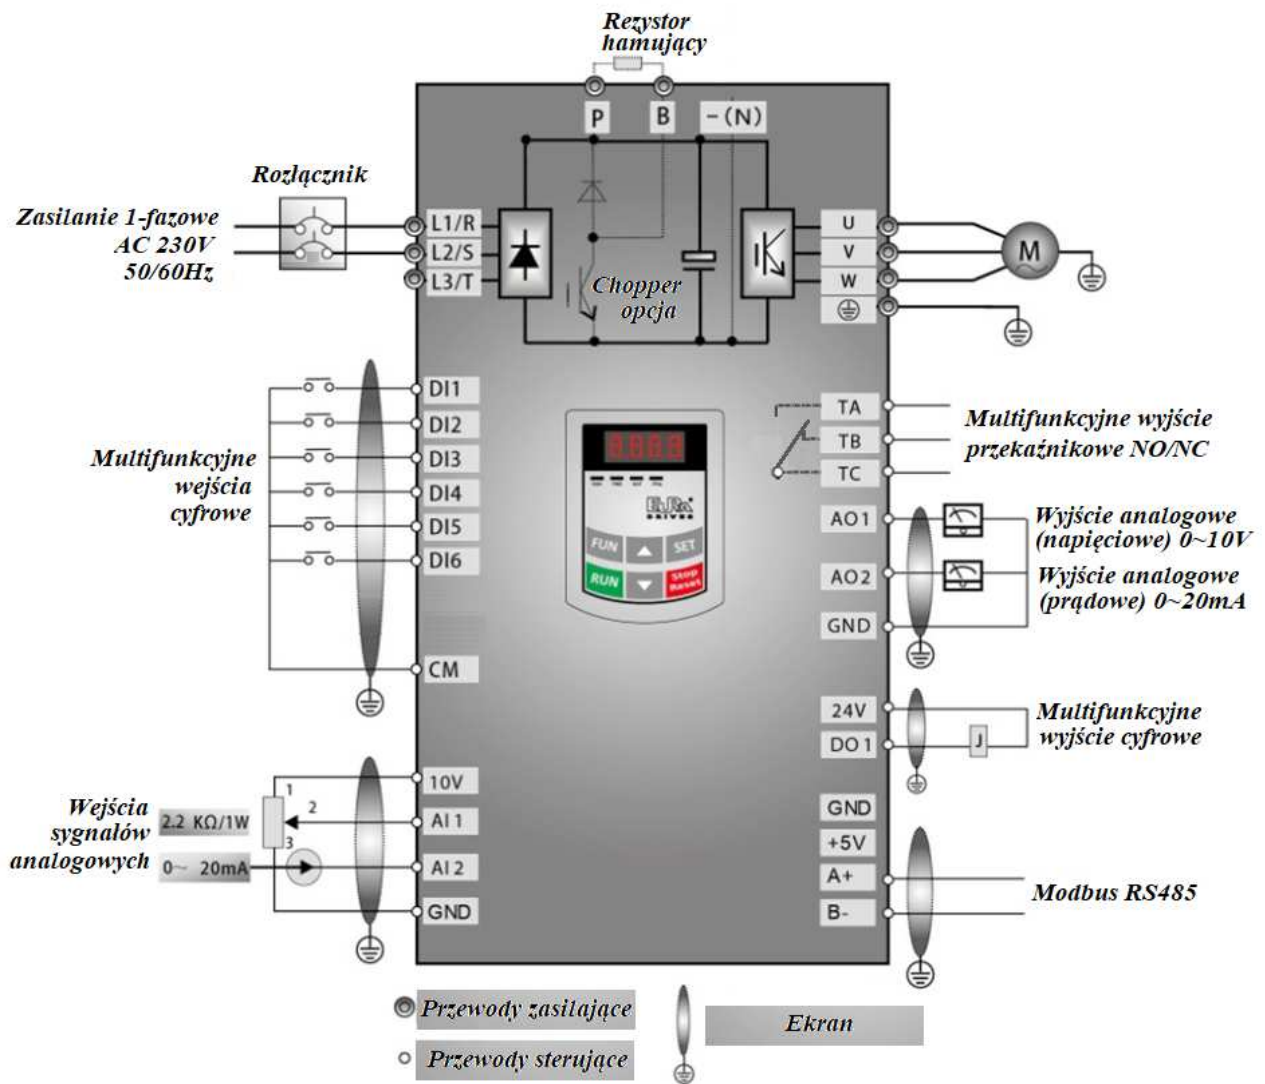 Rezystor
hamujący
P
B
-(N)
Rozłącznik
Zasilanie 1-fazowe
AC 230V
50/60Hz
L1/R
L2/S
L3/T
Chopper
opcja
U
V
W
M
Multifunkcyjne
wejścia
cyfrowe
DI1
DI2
DI3
DI4
DI5
DI6
CM
TA
TB
TC
Multifunkcyjne wyjście
przekaźnikowe NO/NC
AO1
AO2
GND
Wyjście analogowe
(napięciowe) 0~10V
Wyjście analogowe
(prądowe) 0~20mA
FUN
SET
RUN
Stop
Reset
24V
DO1
J
Multifunkcyjne
wyjście cyfrowe
Wejścia
sygnałów
analogowych
2.2 KΩ/1W
0~ 20mA
1
2
3
10V
AI1
AI2
GND
GND
+5V
A+
B-
Modbus RS485
Przewody zasilające
Przewody sterujące
Ekran